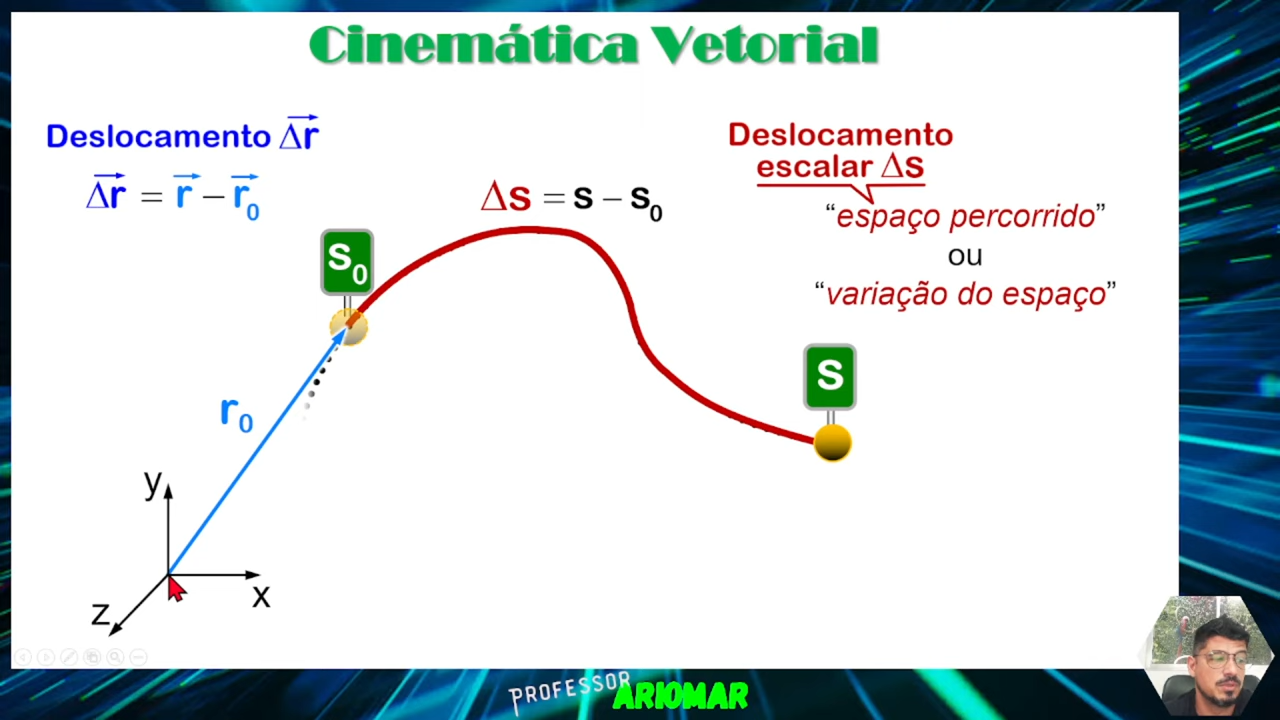 Cinemática Vetorial
Deslocamento Δr
Δr = r – r0
Deslocamento
escalar Δs
Δs = s – s0
“espaço percorrido”
ou
“variação do espaço”
S0
S
r0
y
x
z
PROFESSOR ARIOMAR